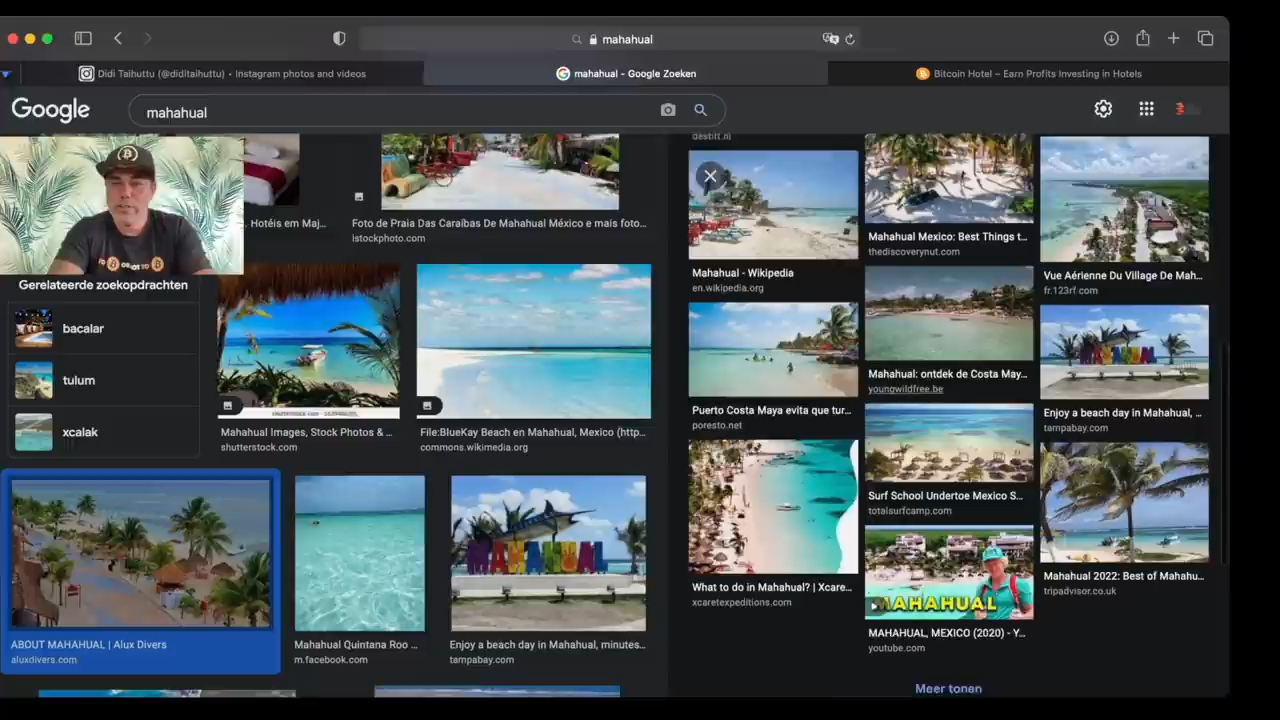 mahahual
Didi Taihuttu (@diditaihuttu) • Instagram photos and videos
mahahual - Google Zoeken
Bitcoin Hotel – Earn Profits Investing in Hotels
Google
mahahual
Hotéis em Maj...
Foto de Praia Das Caraíbas De Mahahual México e mais foto...
istockphoto.com
Gerelateerde zoekopdrachten
bacalar
tulum
xcalak
Mahahual Images, Stock Photos & ...
shutterstock.com
File:BlueKay Beach en Mahahual, Mexico (http...
commons.wikimedia.org
ABOUT MAHAHUAL | Alux Divers
aluxdivers.com
Mahahual Quintana Roo ...
m.facebook.com
MAHAHUAL
Enjoy a beach day in Mahahual, minutes...
tampabay.com
Mahahual - Wikipedia
en.wikipedia.org
Puerto Costa Maya evita que tur...
poresto.net
What to do in Mahahual? | Xcare...
xcaretexpeditions.com
Mahahual Mexico: Best Things t...
thediscoverynut.com
Mahahual: ontdek de Costa May...
youngwildfree.be
Surf School Undertoe Mexico S...
totalsurfcamp.com
MAHAHUAL
MAHAHUAL, MEXICO (2020) - Y...
youtube.com
Vue Aérienne Du Village De Mah...
fr.123rf.com
MAHAHUAL
Enjoy a beach day in Mahahual, ...
tampabay.com
Mahahual 2022: Best of Mahahu...
tripadvisor.co.uk
Meer tonen